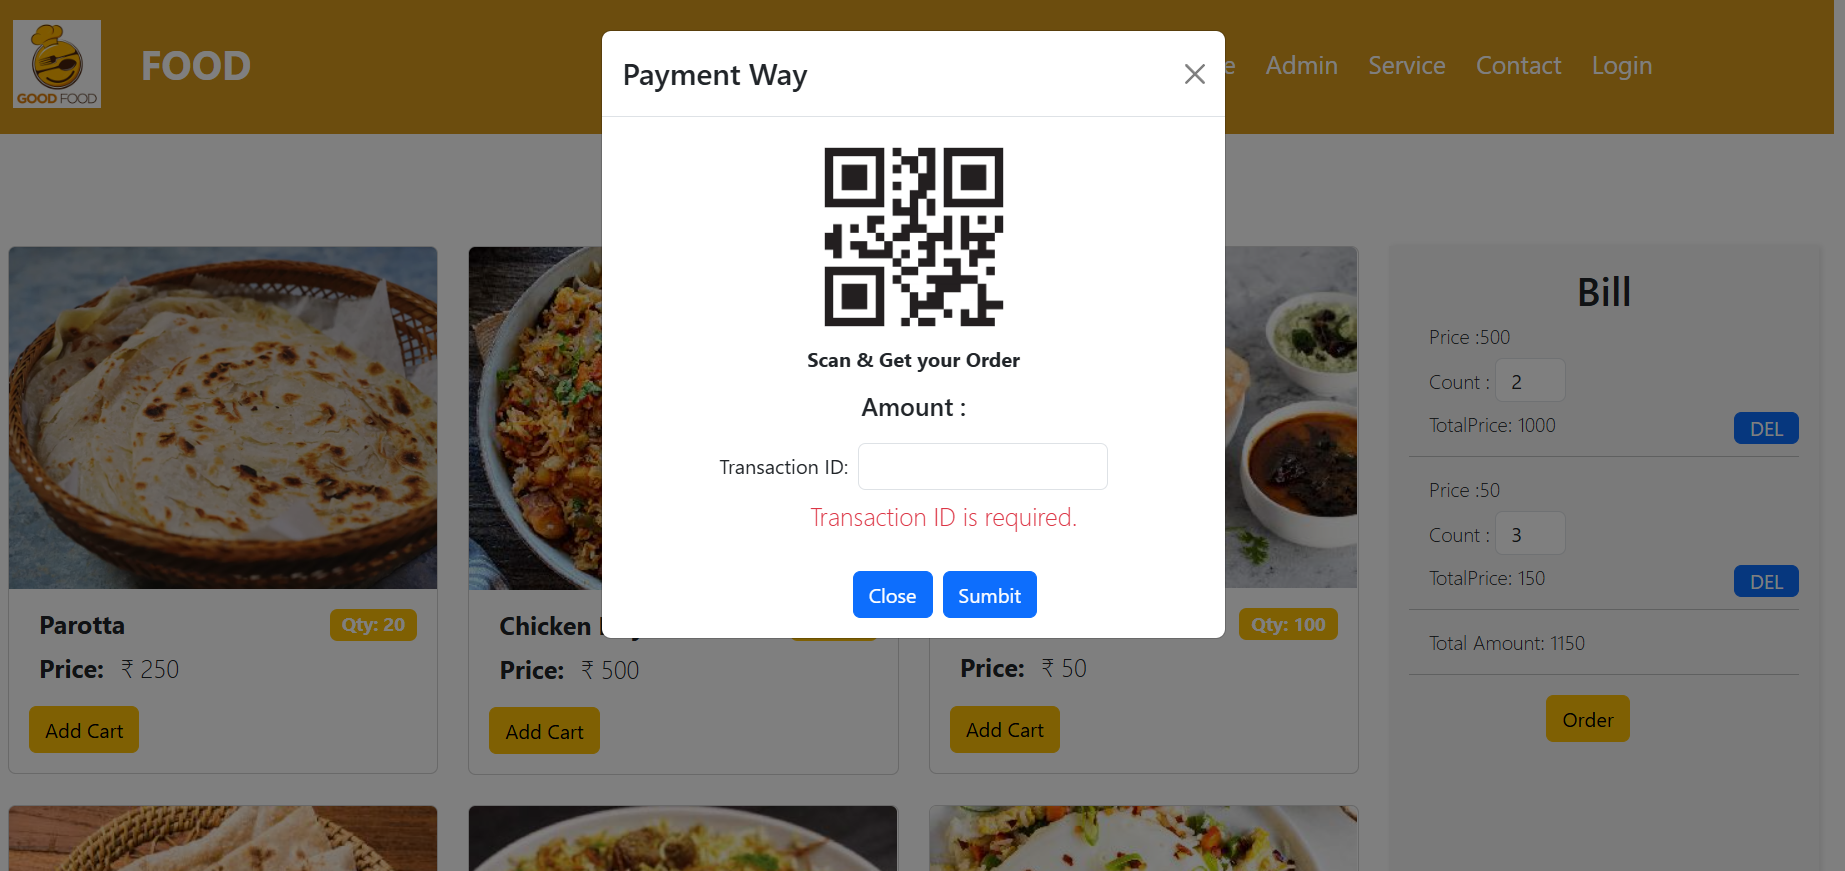 GOOD FOOD
FOOD
Admin
Service
Contact
Login
Payment Way
Scan & Get your Order
Amount :
Transaction ID:
Transaction ID is required.
Close
Sumbit
Parotta
Qty: 20
Price: ₹ 250
Add Cart
Chicken
Price: ₹ 500
Add Cart
Qty: 100
Price: ₹ 50
Add Cart
Bill
Price :500
Count : 2
TotalPrice: 1000
DEL
Price :50
Count : 3
TotalPrice: 150
DEL
Total Amount: 1150
Order